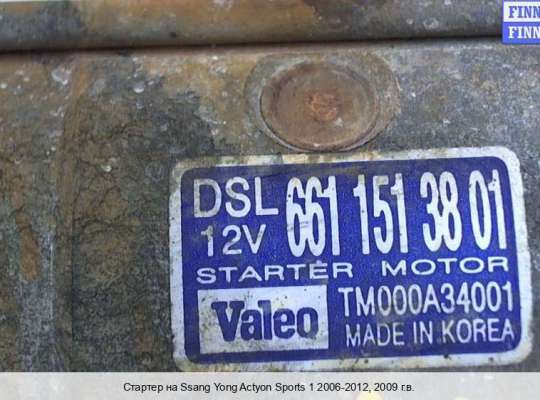 FINN
FINN
DSL 661 151 38 01
12V
STARTER MOTOR
Valeo TM000A34001
MADE IN KOREA
Стартер на Ssang Yong Actyon Sports 1 2006-2012, 2009 г.в.